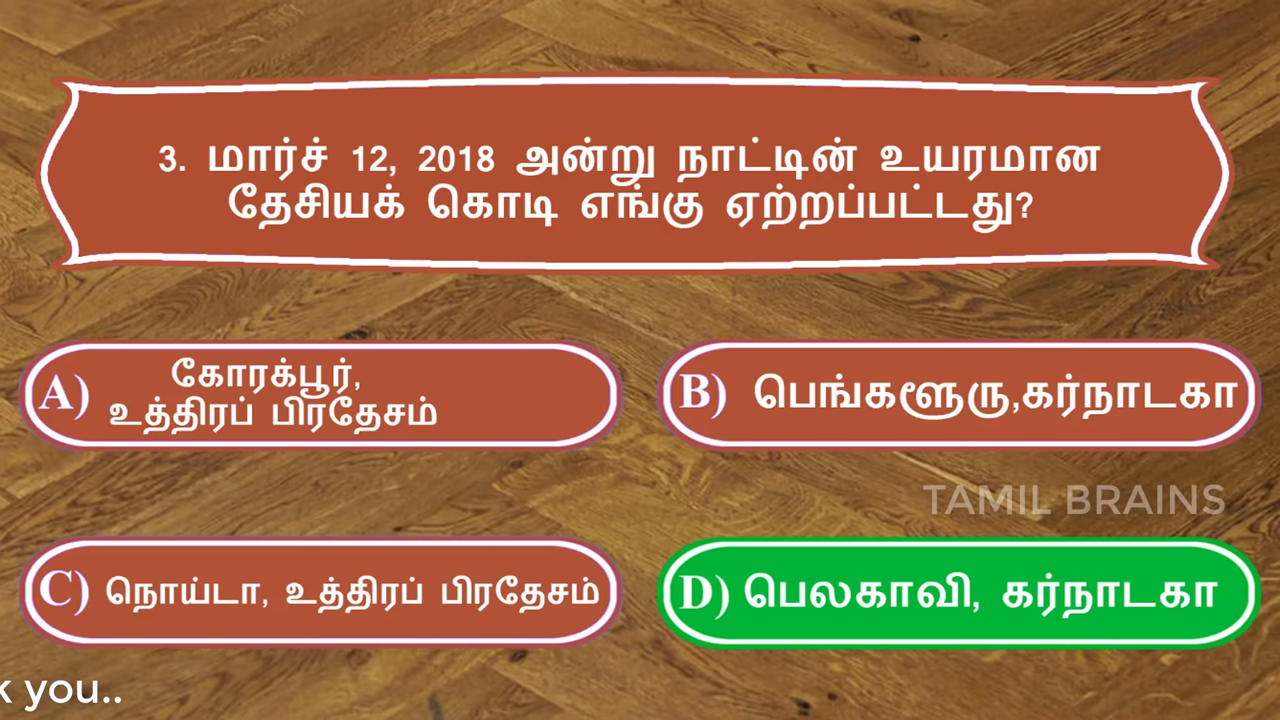 3. மார்ச் 12, 2018 அன்று நாட்டின் உயரமான
தேசியக் கொடி எங்கு ஏற்றப்பட்டது?
A) கோரக்பூர்,
உத்திரப் பிரதேசம்
B) பெங்களூரு,கர்நாடகா
TAMIL BRAINS
C) நொய்டா, உத்திரப் பிரதேசம்
D) பெலகாவி, கர்நாடகா
k you..